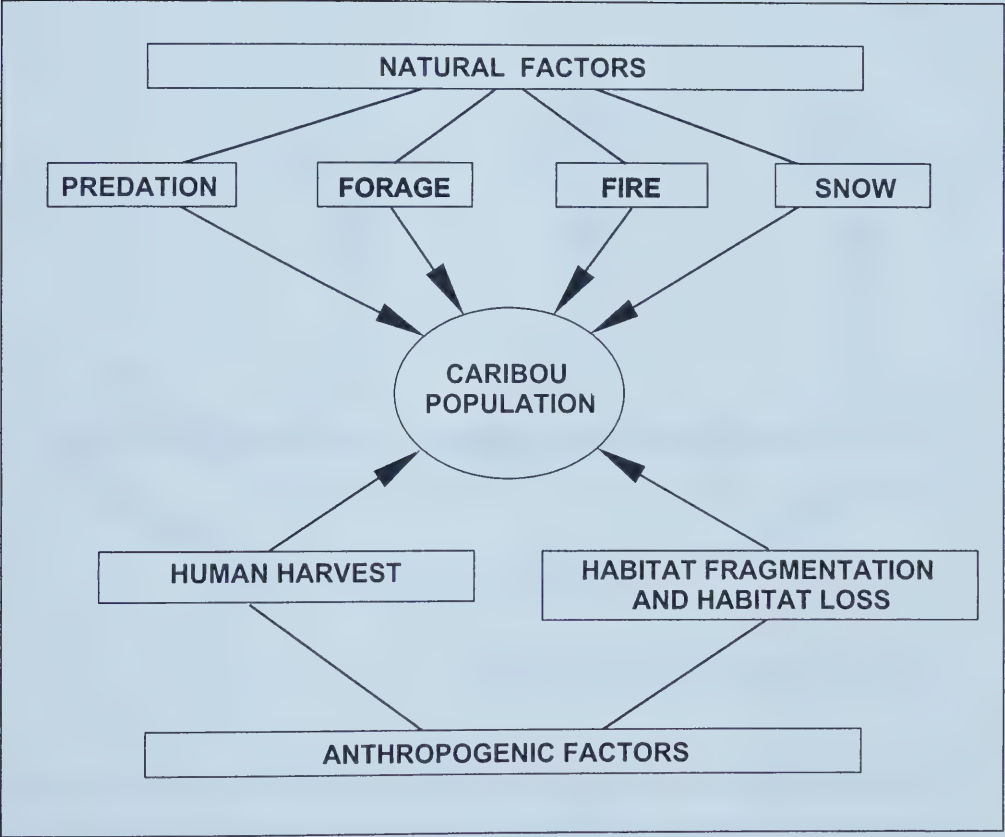 NATURAL FACTORS
PREDATION
FORAGE
FIRE
SNOW
CARIBOU
POPULATION
HUMAN HARVEST
HABITAT FRAGMENTATION
AND HABITAT LOSS
ANTHROPOGENIC FACTORS